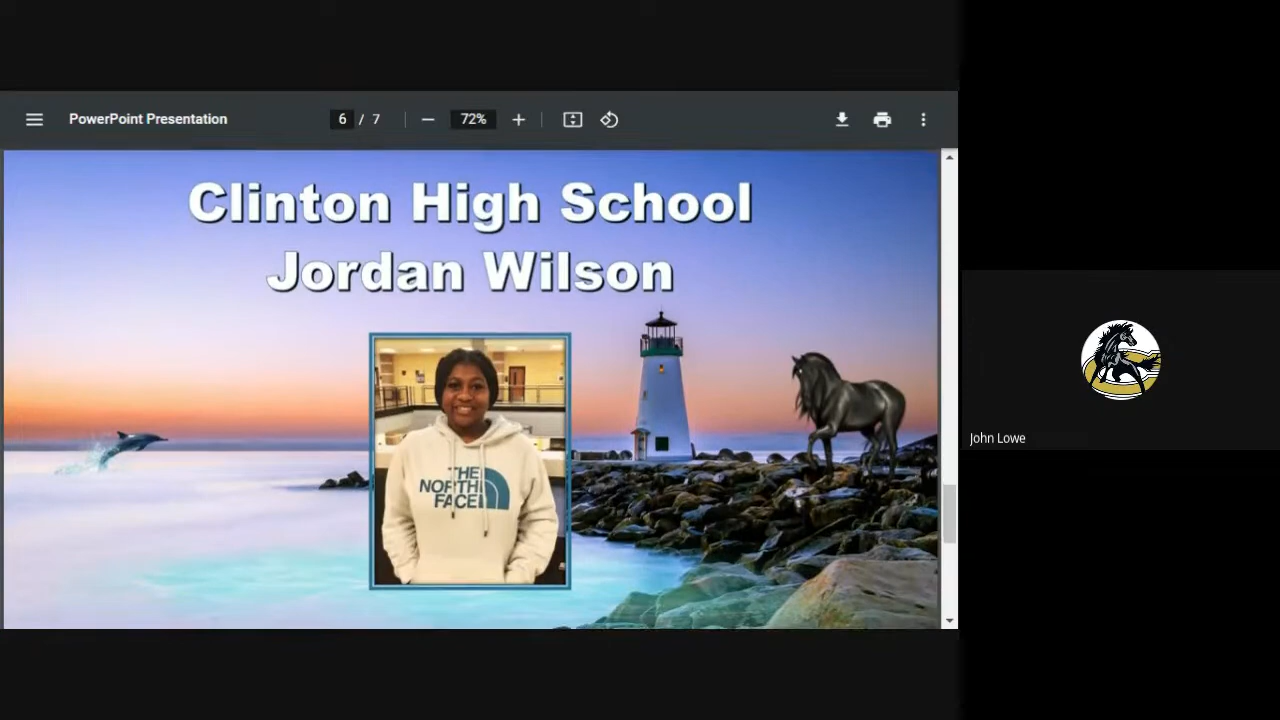 PowerPoint Presentation
6 / 7
72%
Clinton High School
Jordan Wilson
THE
NORTH
FACE
John Lowe